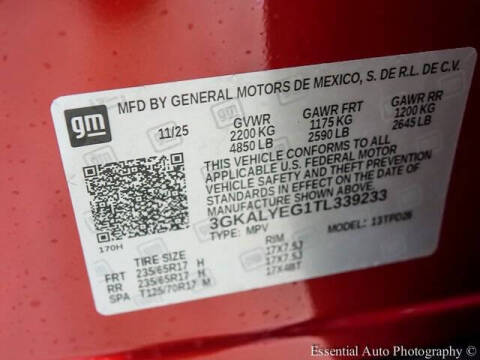 gm
MFD BY GENERAL MOTORS DE MEXICO, S. DE R.L. DE C.V.
11/25 GVWR GAWR FRT GAWR RR
2200 KG 1175 KG 1200 KG
4850 LB 2590 LB 2645 LB
THIS VEHICLE CONFORMS TO ALL
APPLICABLE U.S. FEDERAL MOTOR
VEHICLE SAFETY AND THEFT PREVENTION
STANDARDS IN EFFECT ON THE DATE OF
MANUFACTURE SHOWN ABOVE.
3GKALYEG1TL339233
TYPE: MPV MODEL: 13TPD26
170H
TIRE SIZE RIM
FRT 235/65R17 H 17X7.5J
RR 235/65R17 H 17X7.5J
SPA T125/70R17 M 17X4BT
Essential Auto Photography (C)